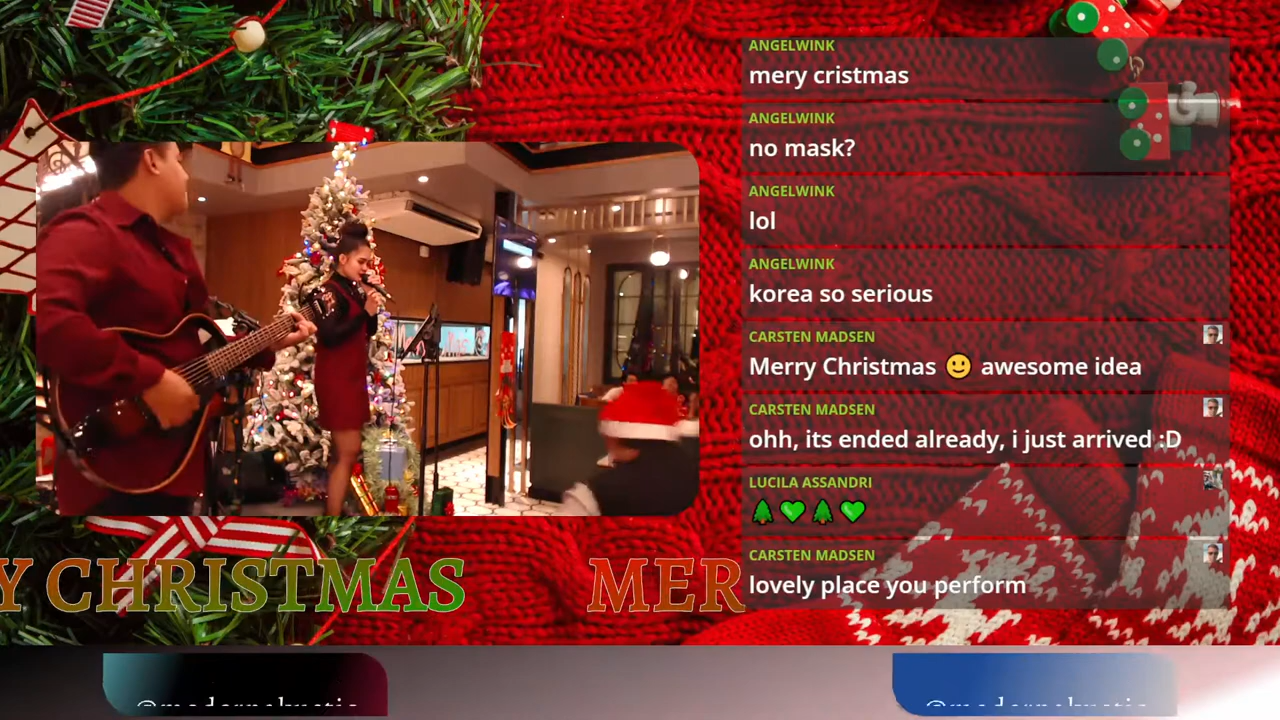 ANGELWINK
mery cristmas
ANGELWINK
no mask?
ANGELWINK
lol
ANGELWINK
korea so serious
CARSTEN MADSEN
Merry Christmas 🙂 awesome idea
CARSTEN MADSEN
ohh, its ended already, i just arrived :D
LUCILA ASSANDRI
🌲💚🌲💚
CARSTEN MADSEN
lovely place you perform
Y CHRISTMAS MER